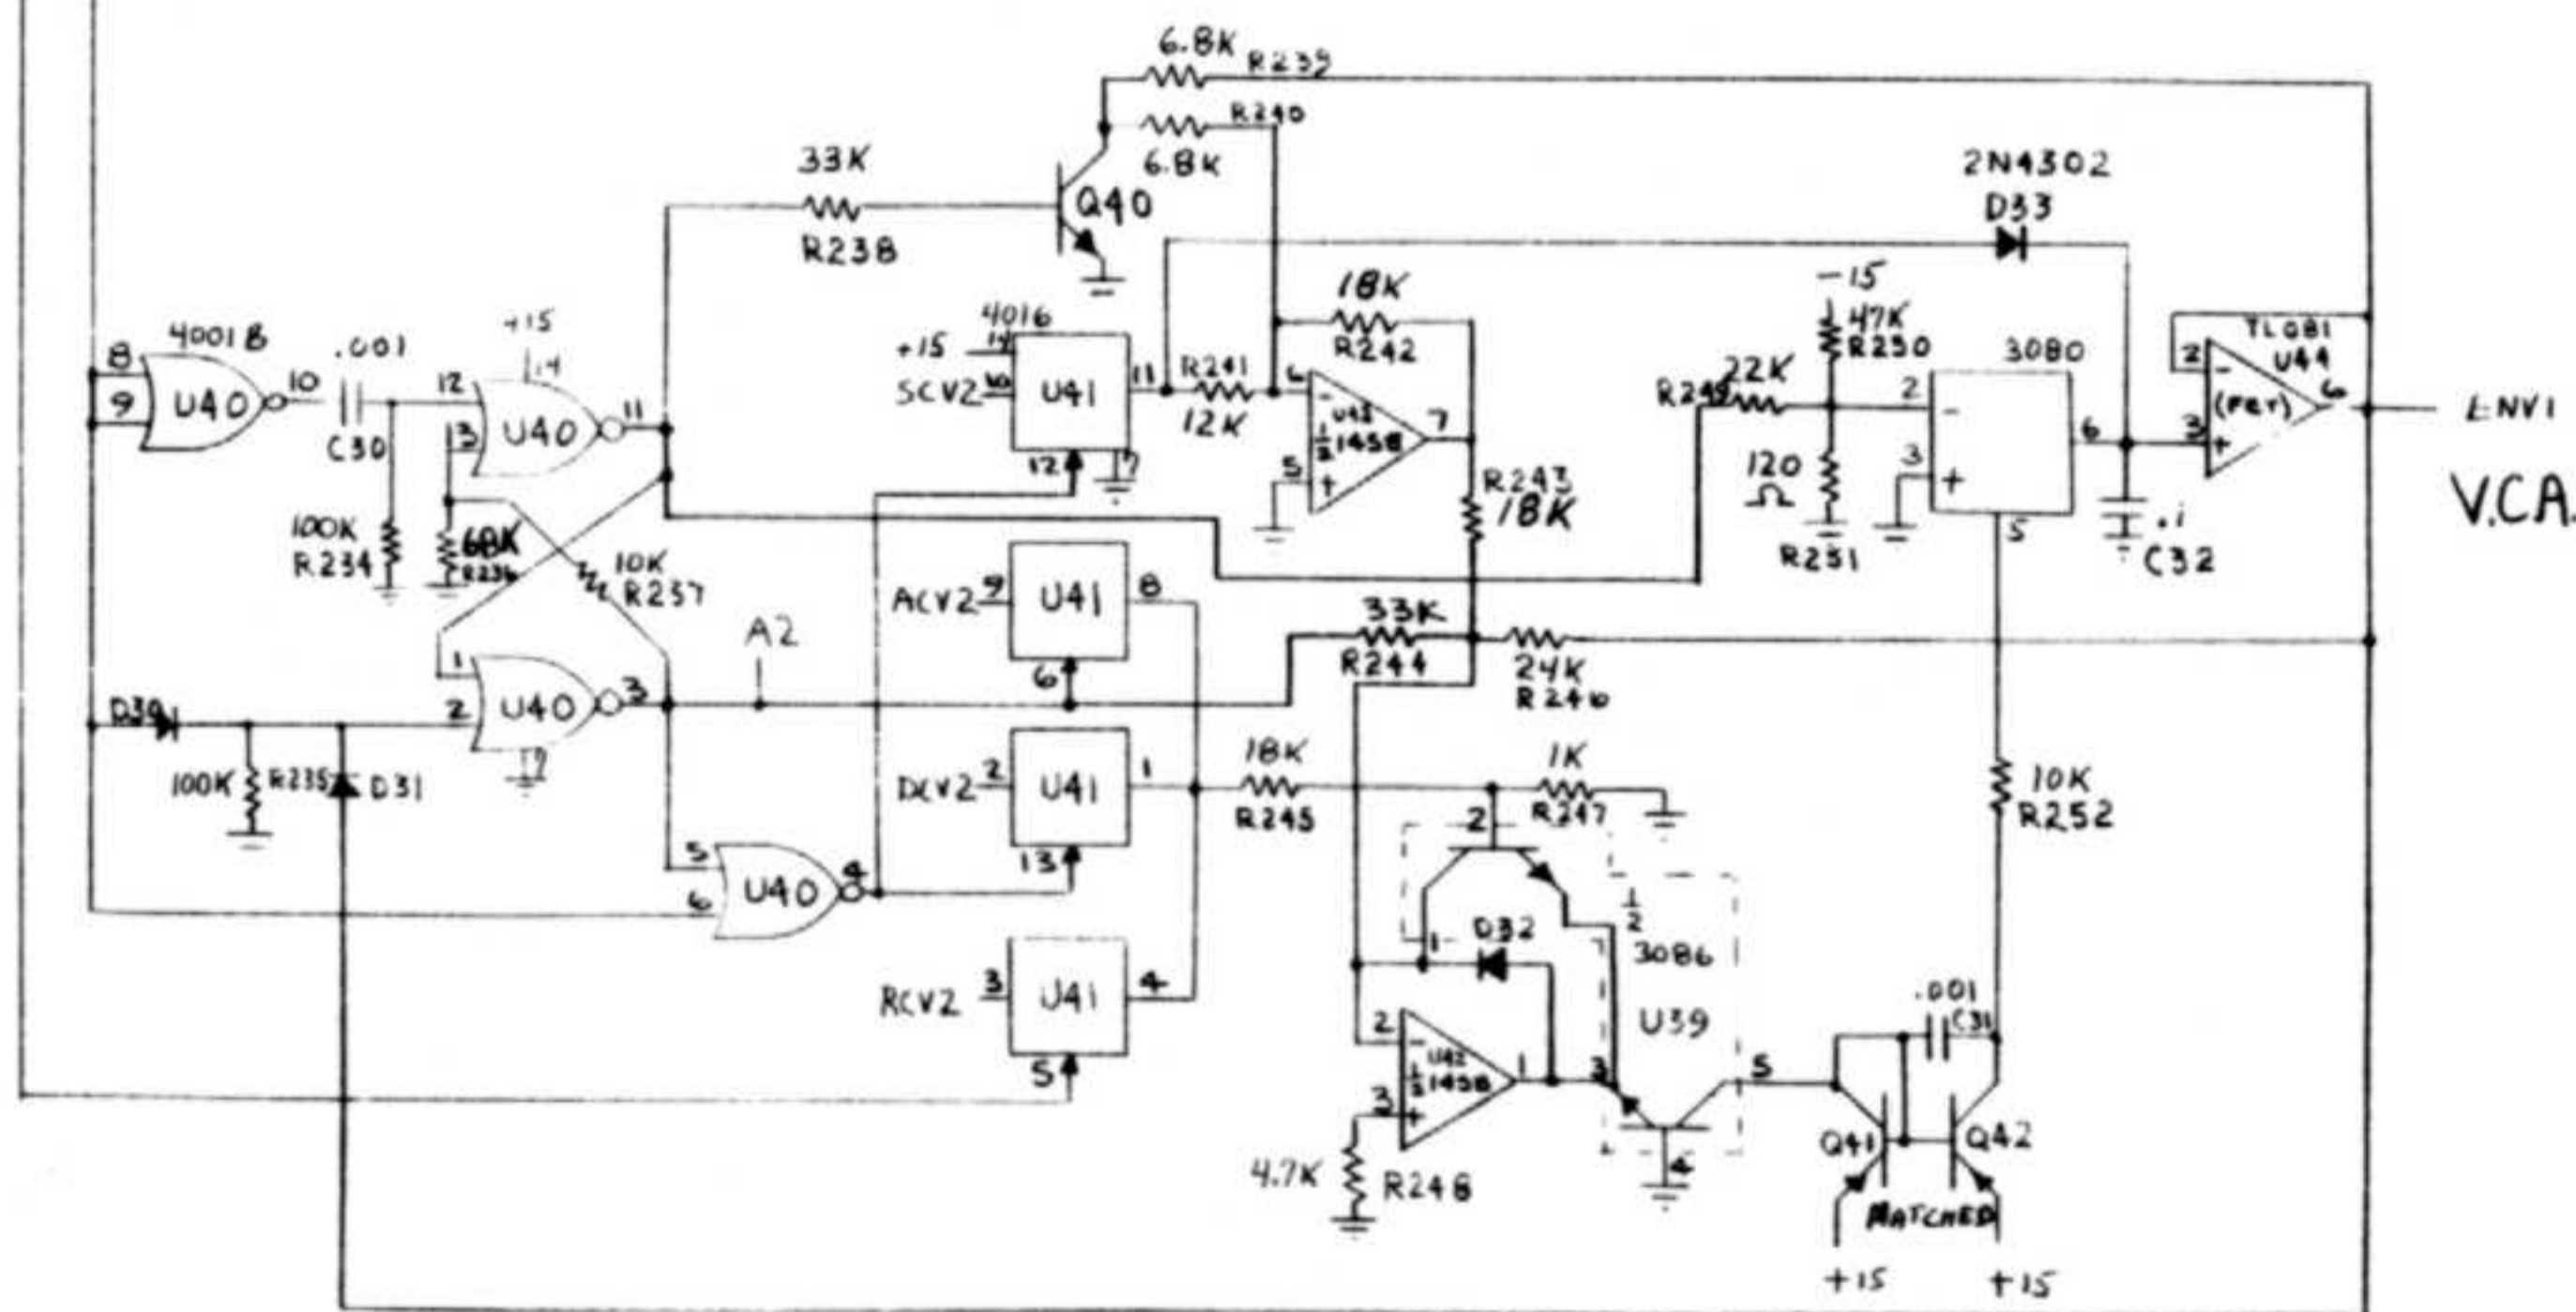 6.8K R239
R240
6.8K
33K
Q40
R238
2N4302
D33
-15
47K
R250
18K
R242
4016
+15 14
SCV2 10
U41
11
R241
12K
12
7
6
5
U43
1/2 1458
7
R243
18K
22K
120
Ω
R251
3080
2
3
6
5
TL081
U44
(FET)
2
3
6
ENV1
V.C.A.
.1
C32
8
9
4001B
U40
10
.001
C30
+15
14
12
13
U40
11
100K
R234
68K
R236
10K
R237
A2
ACV2 9
U41
8
6
33K
R244
24K
R246
D30
1
2
U40
3
7
100K R235
D31
DCV2 2
U41
1
13
18K
R245
1K
R247
10K
R252
5
6
U40
4
RCV2 3
U41
4
5
2
1
D32
1/2
3086
U39
2
3
U42
1/2 1458
1
3
5
4
4.7K
R248
.001
C31
Q41
Q42
MATCHED
+15
+15